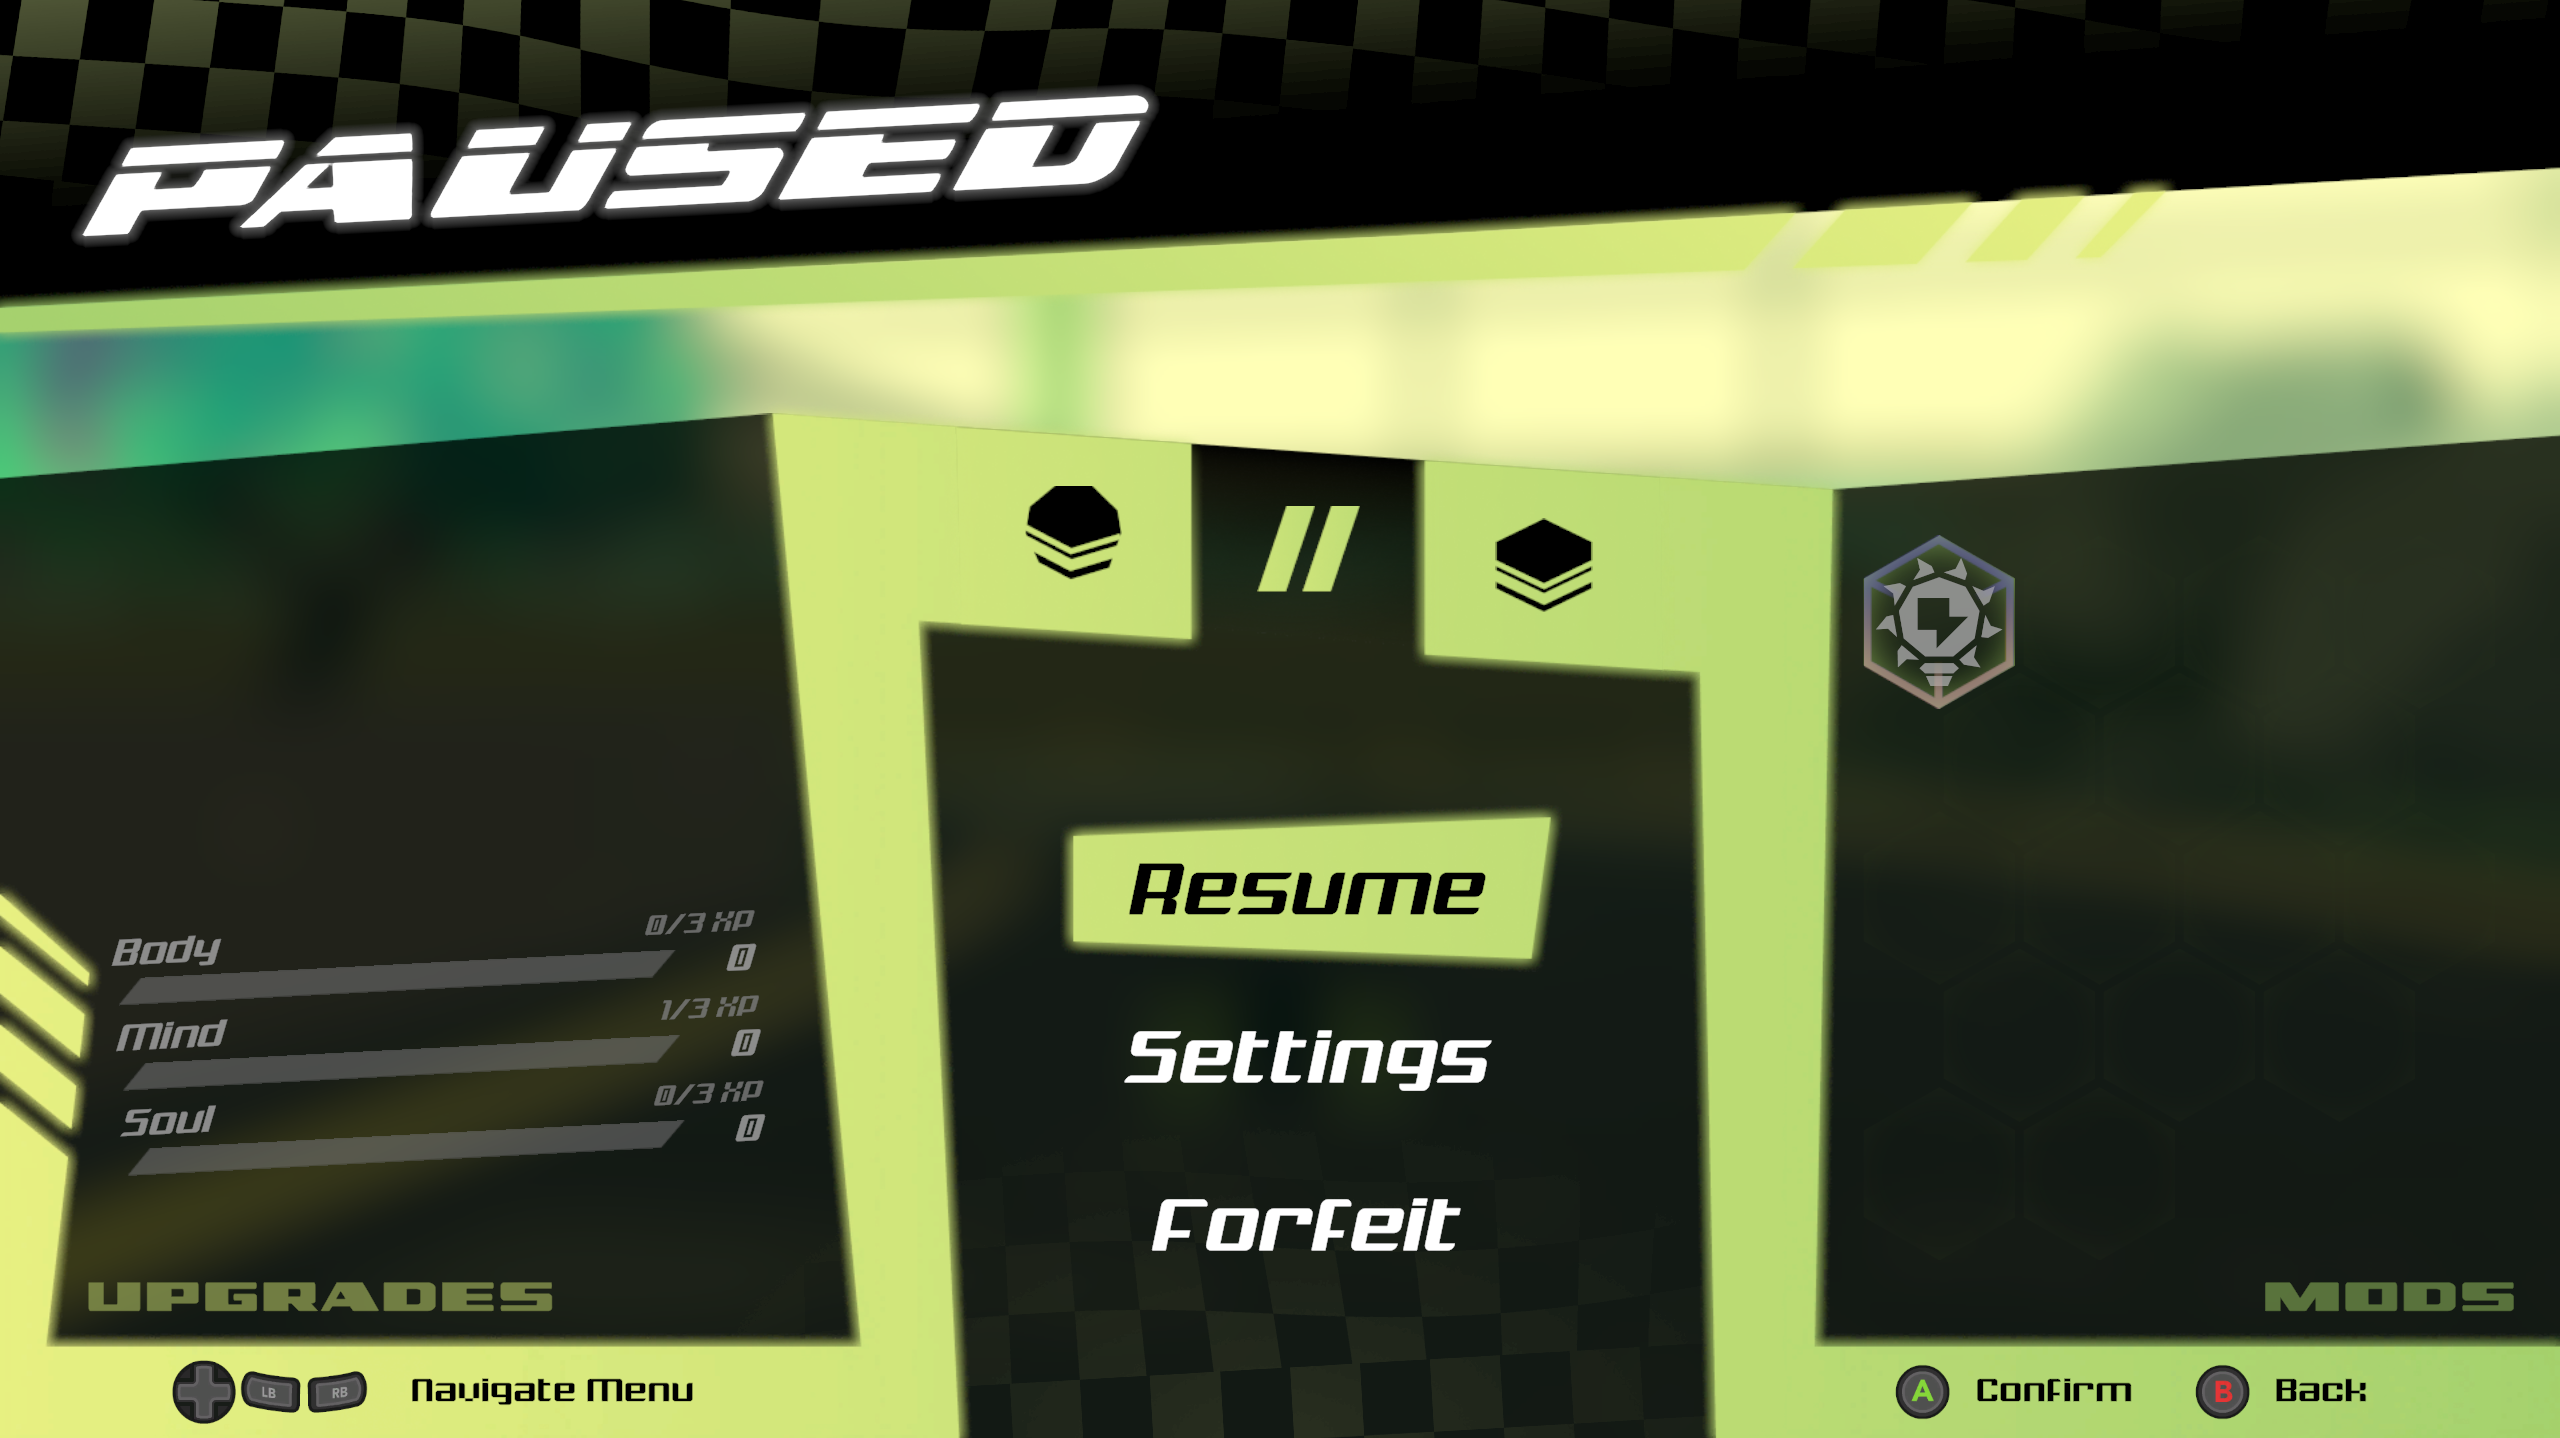 PAUSED
Resume
Settings
Forfeit
0/3 XP
Body 0
1/3 XP
Mind 0
0/3 XP
Soul 0
UPGRADES
MODS
LB RB Navigate Menu
A Confirm B Back